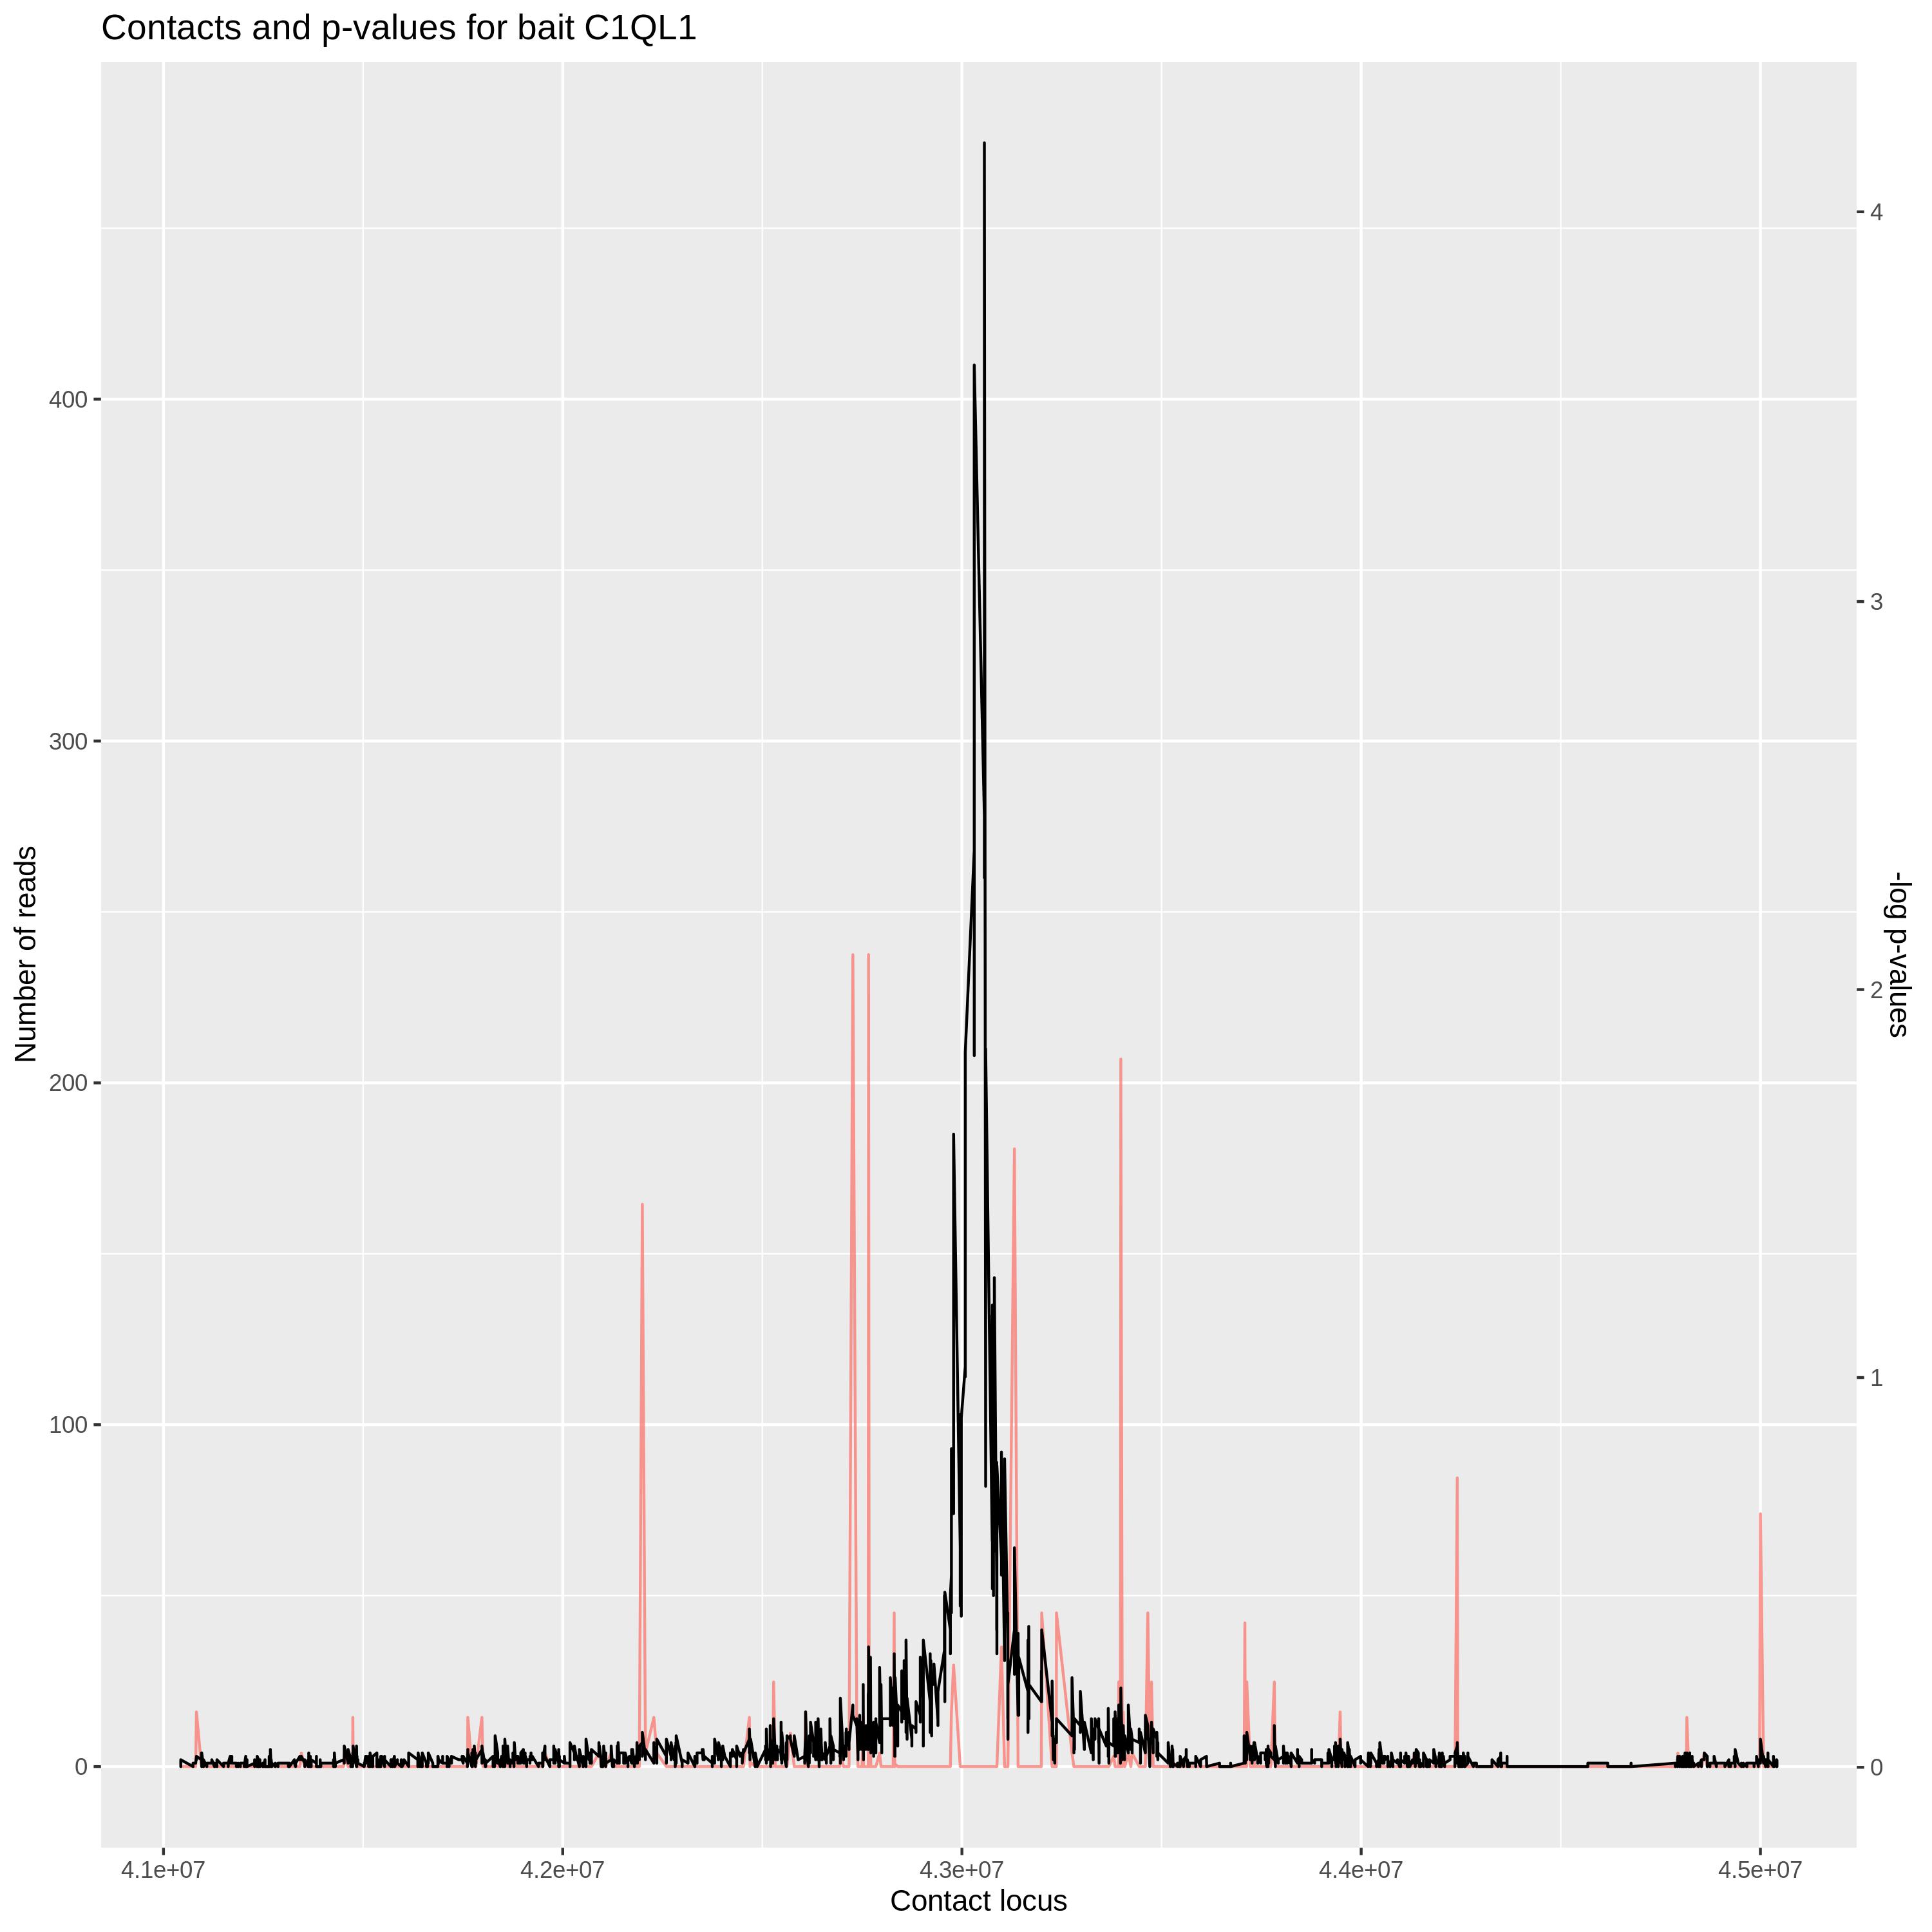 Contacts and p-values for bait C1QL1
Number of reads
400
300
200
100
0
4
3
2
1
0
-log p-values
4.1e+07 4.2e+07 4.3e+07 4.4e+07 4.5e+07
Contact locus